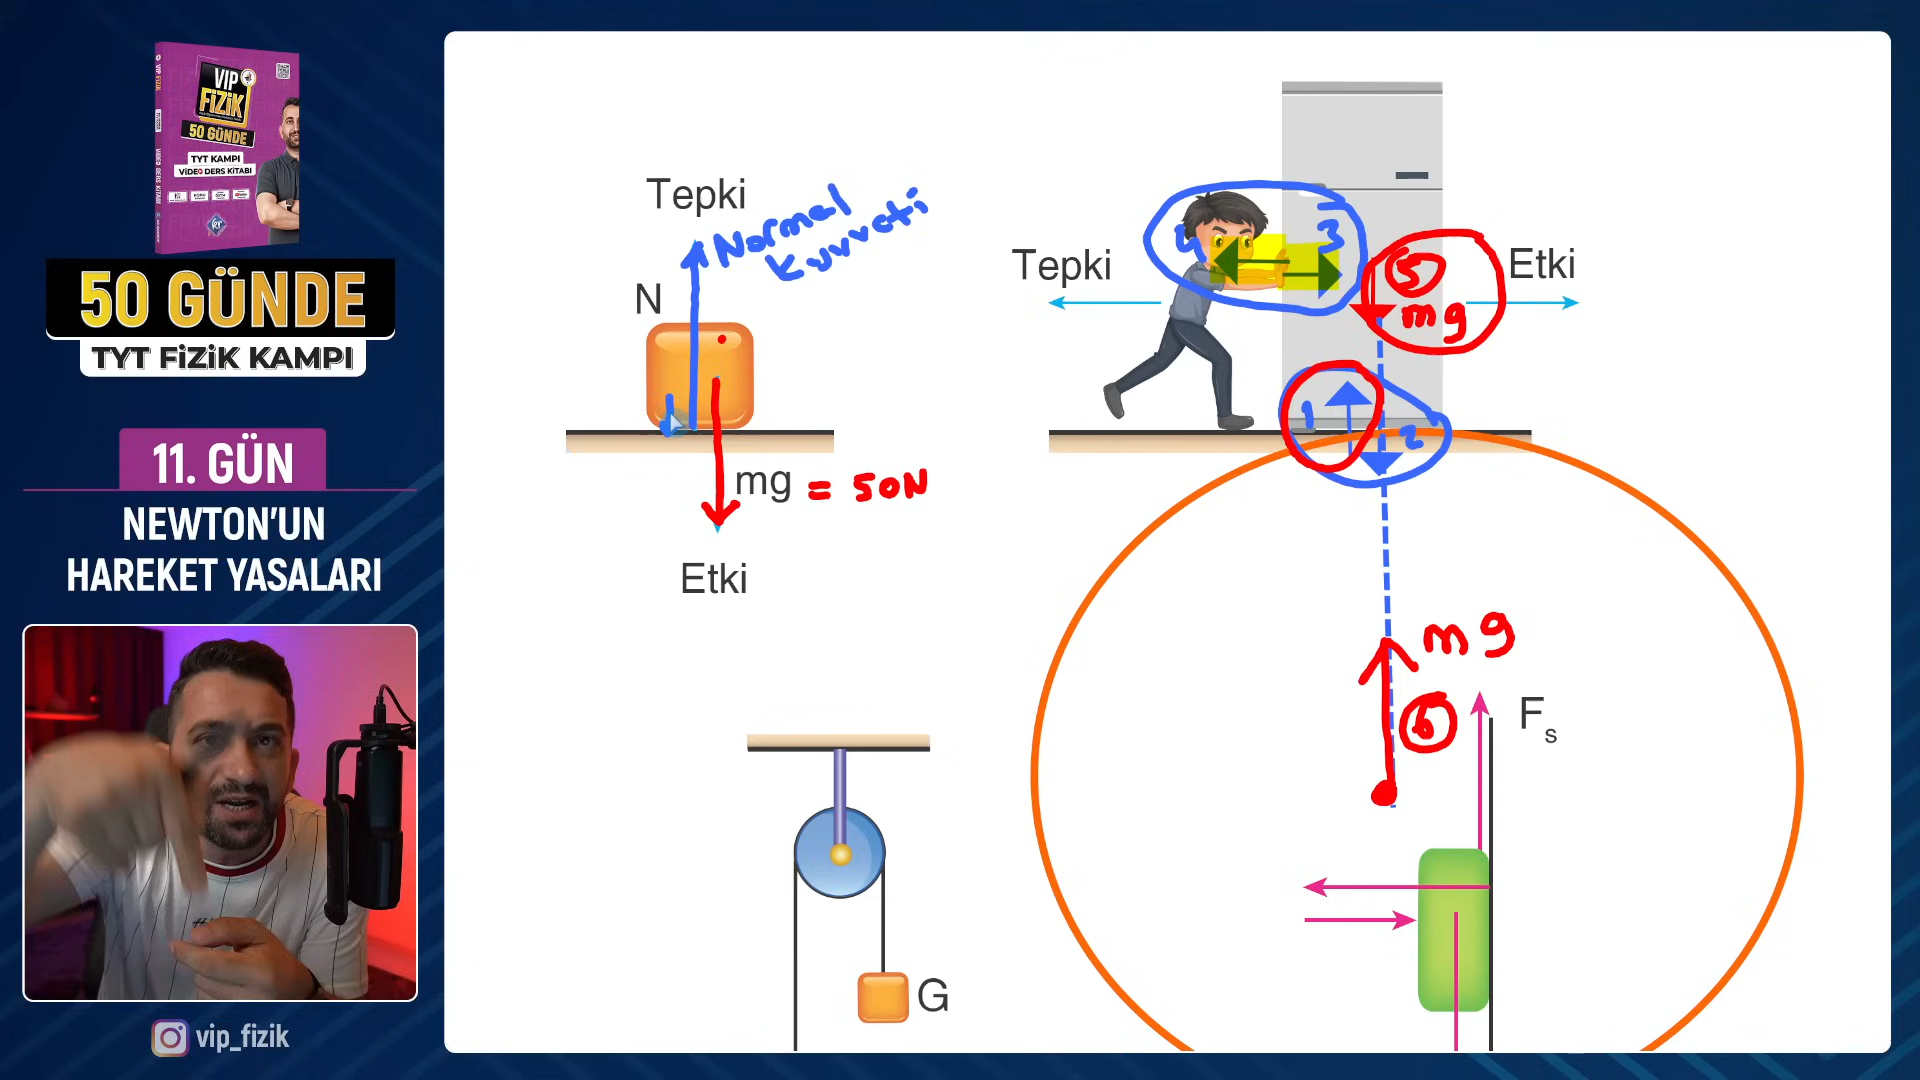 VIP
FİZİK
50 GÜNDE
TYT KAMPI
VİDEO DERS KİTABI
50 GÜNDE
TYT FİZİK KAMPI
11. GÜN
NEWTON'UN
HAREKET YASALARI
vip_fizik
Tepki
Normal
kuvveti
N
mg = 50N
Etki
Tepki
4
3
5
mg
Etki
1
2
mg
6
F
s
G